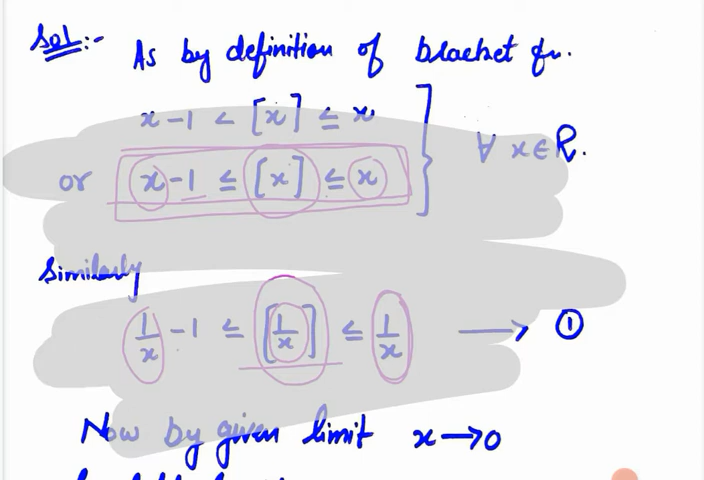 Sol:- As by definition of bracket fn.
x-1 < [x] ≤ x
or x-1 ≤ [x] ≤ x } ∀ x∈R.
Similarly
1/x -1 ≤ [1/x] ≤ 1/x → ①
Now by given limit x→0